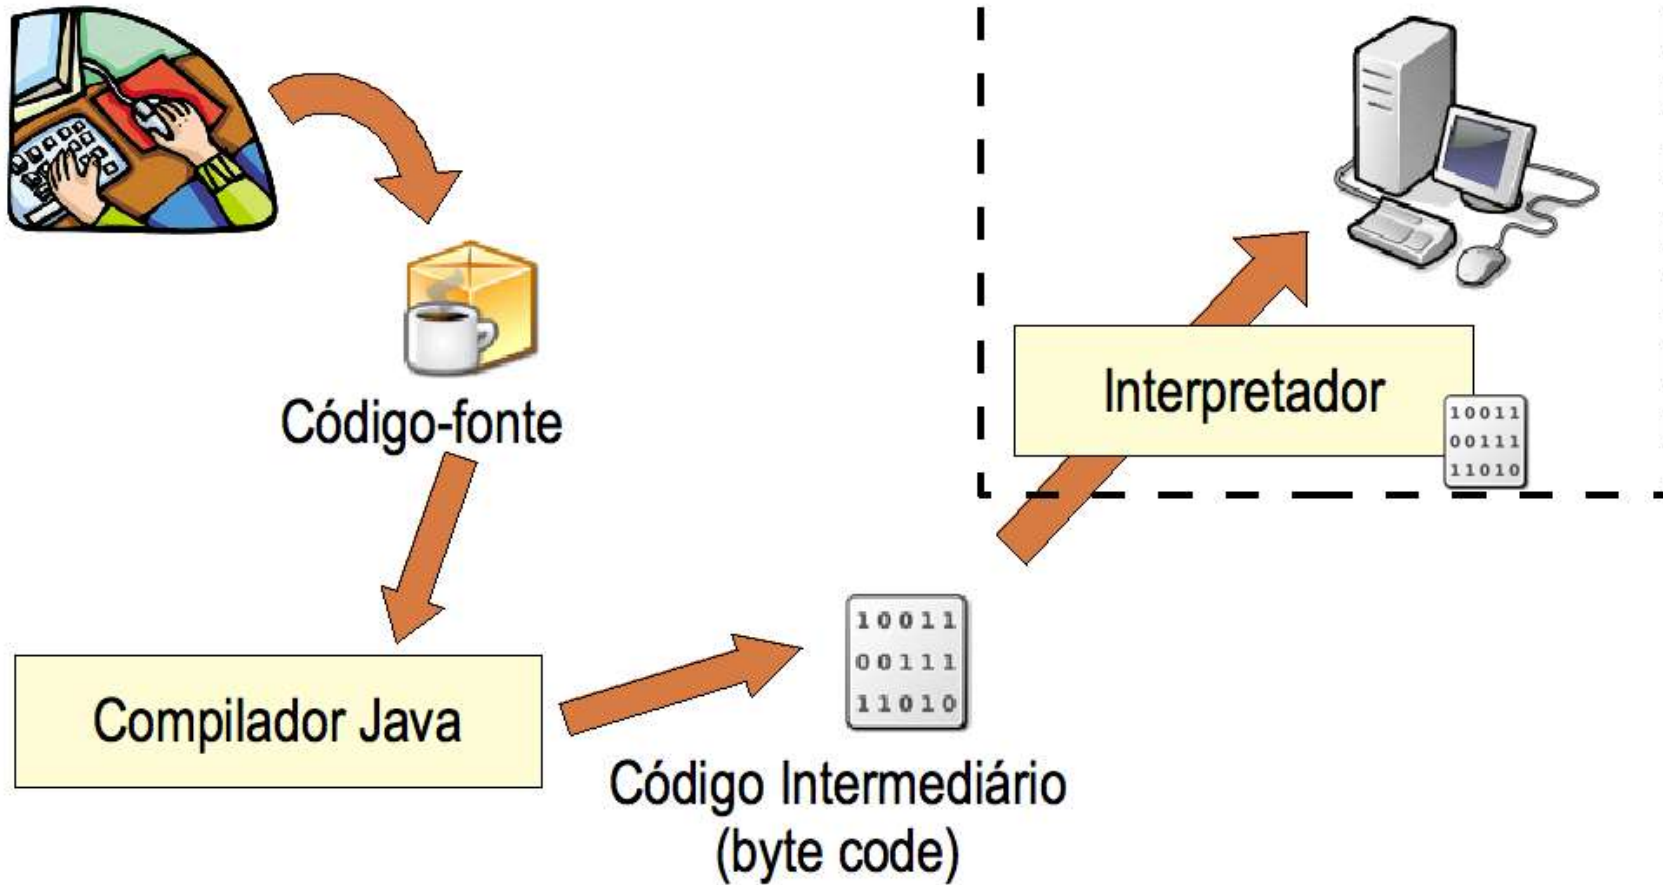 Código-fonte
Interpretador
10011
00111
11010
Compilador Java
10011
00111
11010
Código Intermediário
(byte code)